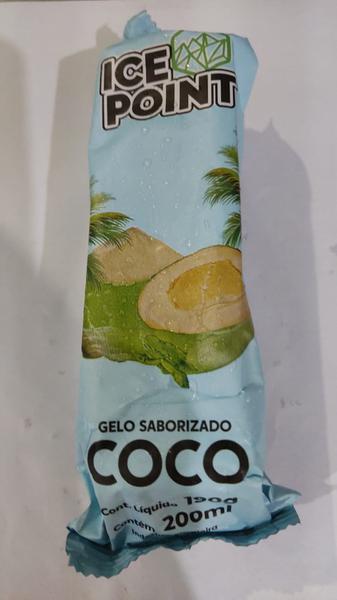 ICE
POINT
GELO SABORIZADO
COCO
Cont. Líquido 190g
Contém 200ml